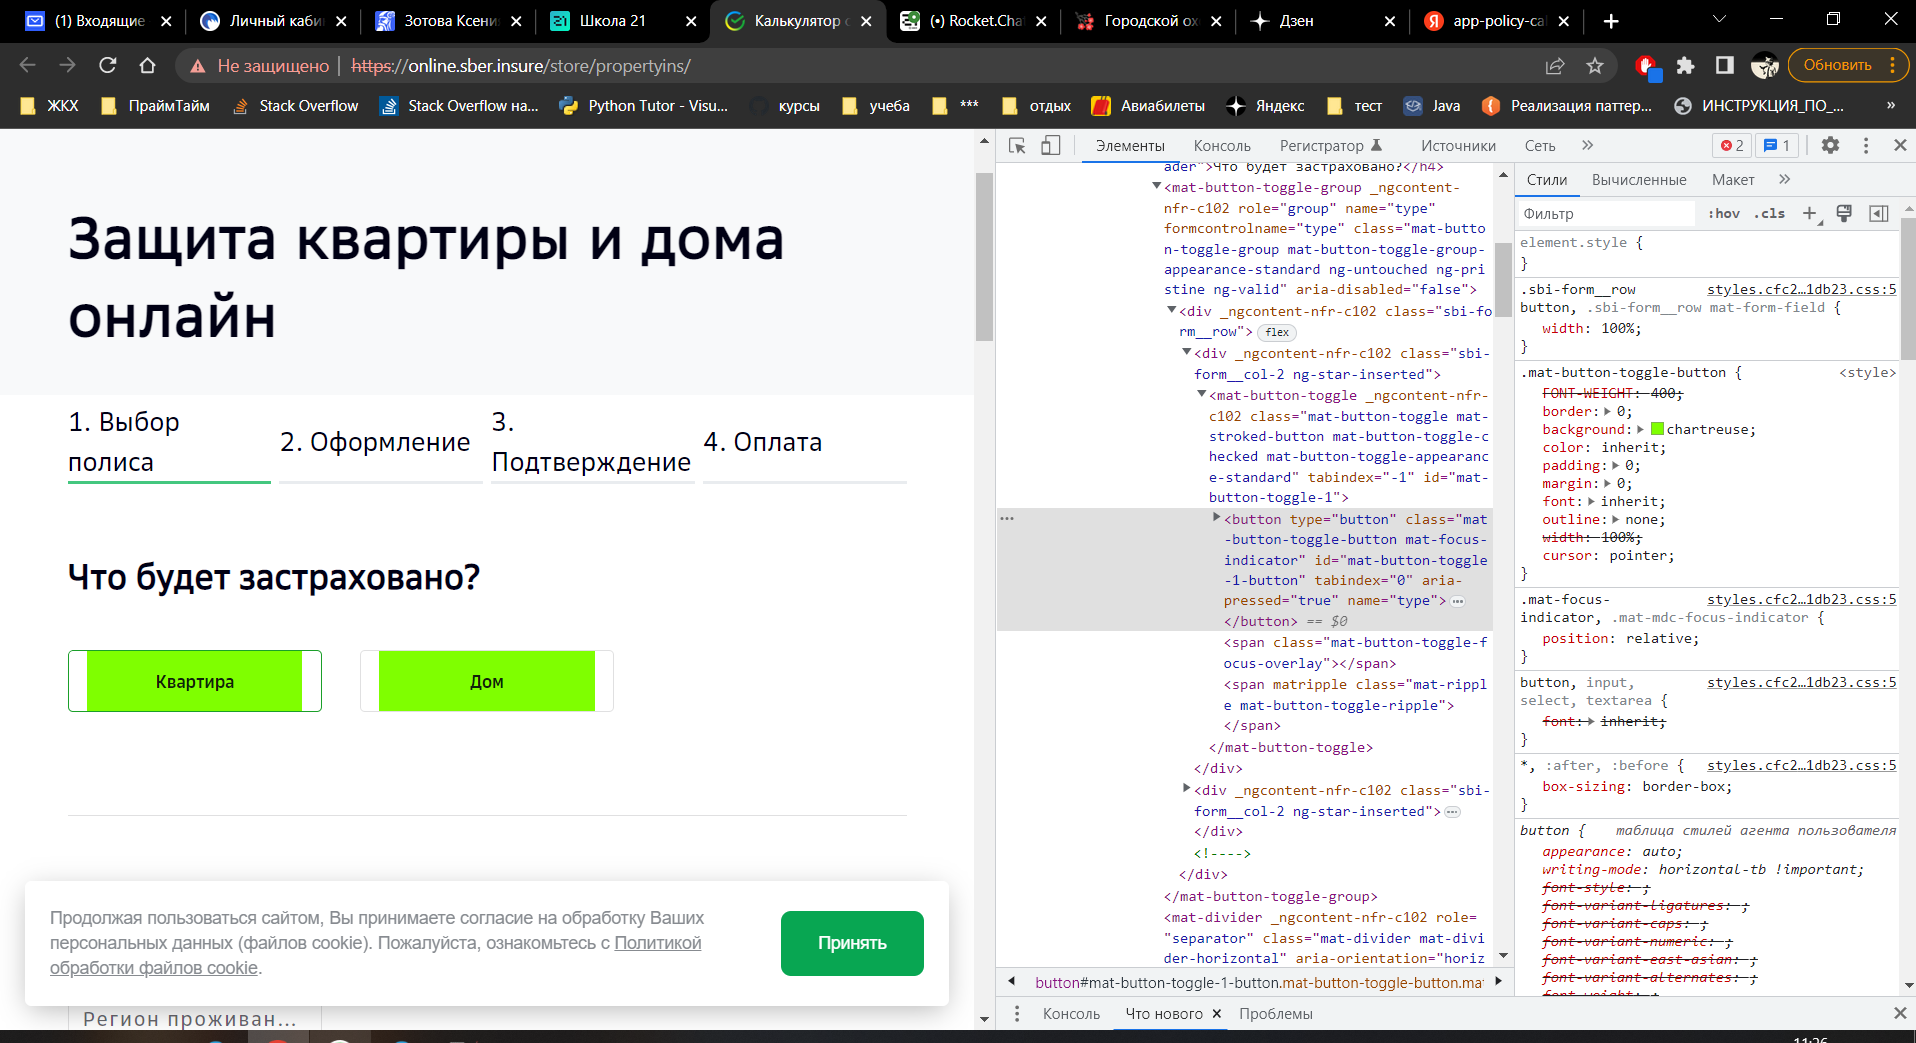 (1) Входящие
Личный каби
Зотова Ксени
Школа 21
Калькулятор с
(•) Rocket.Cha
Городской ох
Дзен
app-policy-cal
Не защищено
https://online.sber.insure/store/propertyins/
Обновить
ЖКХ
ПраймТайм
Stack Overflow
Stack Overflow на...
Python Tutor - Visu...
курсы
учеба
***
отдых
Авиабилеты
Яндекс
тест
Java
Реализация паттер...
ИНСТРУКЦИЯ_ПО_...
»
Защита квартиры и дома
онлайн
1. Выбор
полиса
2. Оформление
3.
Подтверждение
4. Оплата
Что будет застраховано?
Квартира
Дом
Продолжая пользоваться сайтом, Вы принимаете согласие на обработку Ваших
персональных данных (файлов cookie). Пожалуйста, ознакомьтесь с Политикой
обработки файлов cookie.
Принять
Регион проживан...
Элементы
Консоль
Регистратор
Источники
Сеть
»
2
1
ader">Что будет застраховано?</h4>
<mat-button-toggle-group _ngcontent-
nfr-c102 role="group" name="type"
formcontrolname="type" class="mat-butto
n-toggle-group mat-button-toggle-group-
appearance-standard ng-untouched ng-pri
stine ng-valid" aria-disabled="false">
<div _ngcontent-nfr-c102 class="sbi-fo
rm__row"> flex
<div _ngcontent-nfr-c102 class="sbi-
form__col-2 ng-star-inserted">
<mat-button-toggle _ngcontent-nfr-
c102 class="mat-button-toggle mat-
stroked-button mat-button-toggle-c
hecked mat-button-toggle-appearanc
e-standard" tabindex="-1" id="mat-
button-toggle-1">
<button type="button" class="mat
-button-toggle-button mat-focus-
indicator" id="mat-button-toggle
-1-button" tabindex="0" aria-
pressed="true" name="type"> …
</button> == $0
<span class="mat-button-toggle-f
ocus-overlay"></span>
<span matripple class="mat-rippl
e mat-button-toggle-ripple">
</span>
</mat-button-toggle>
</div>
<div _ngcontent-nfr-c102 class="sbi-
form__col-2 ng-star-inserted"> …
</div>
<!---->
</div>
</mat-button-toggle-group>
<mat-divider _ngcontent-nfr-c102 role=
"separator" class="mat-divider mat-divi
der-horizontal" aria-orientation="horiz
button#mat-button-toggle-1-button.mat-button-toggle-button.ma
Стили
Вычисленные
Макет
»
Фильтр
:hov
.cls
element.style {
}
.sbi-form__row
styles.cfc2…1db23.css:5
button, .sbi-form__row mat-form-field {
width: 100%;
}
.mat-button-toggle-button {
<style>
FONT-WEIGHT: 400;
border: 0;
background: chartreuse;
color: inherit;
padding: 0;
margin: 0;
font: inherit;
outline: none;
width: 100%;
cursor: pointer;
}
.mat-focus-
styles.cfc2…1db23.css:5
indicator, .mat-mdc-focus-indicator {
position: relative;
}
button, input,
styles.cfc2…1db23.css:5
select, textarea {
font: inherit;
}
*, :after, :before {
styles.cfc2…1db23.css:5
box-sizing: border-box;
}
button {
таблица стилей агента пользователя
appearance: auto;
writing-mode: horizontal-tb !important;
font-style: ;
font-variant-ligatures: ;
font-variant-caps: ;
font-variant-numeric: ;
font-variant-east-asian: ;
font-variant-alternates: ;
font-weight: ;
Консоль
Что нового
Проблемы
11:26